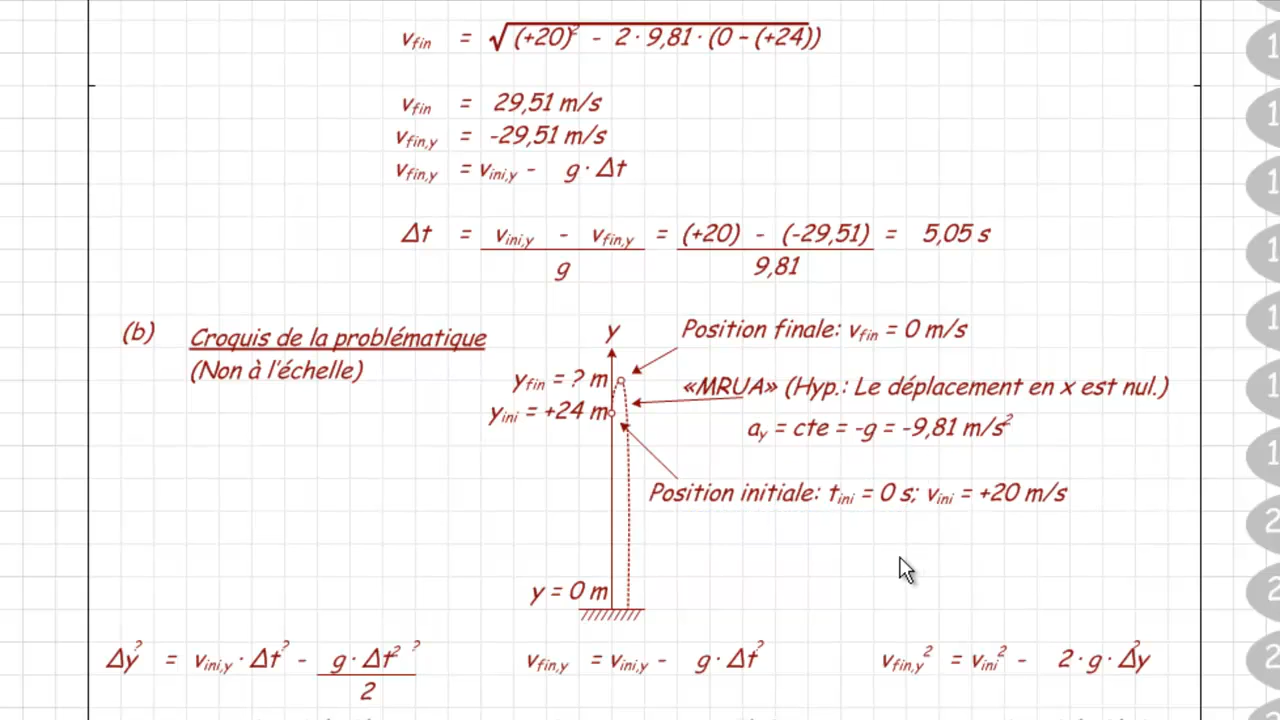 v_fin = √(+20)² - 2 · 9,81 · (0 - (+24))
v_fin = 29,51 m/s
v_fin,y = -29,51 m/s
v_fin,y = v_ini,y - g · Δt
Δt = v_ini,y - v_fin,y / g = (+20) - (-29,51) / 9,81 = 5,05 s
(b) Croquis de la problématique
(Non à l'échelle)
y
Position finale: v_fin = 0 m/s
y_fin = ? m
«MRUA» (Hyp.: Le déplacement en x est nul.)
y_ini = +24 m
a_y = cte = -g = -9,81 m/s²
Position initiale: t_ini = 0 s; v_ini = +20 m/s
y = 0 m
Δy? = v_ini,y · Δt? - g · Δt²? / 2
v_fin,y = v_ini,y - g · Δt?
v_fin,y² = v_ini² - 2 · g · Δy?